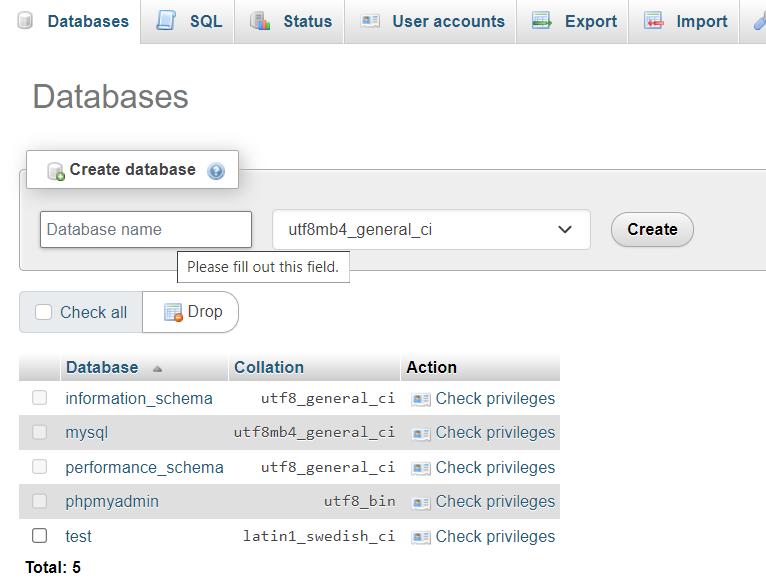 Databases SQL Status User accounts Export Import
Databases
Create database
Database name utf8mb4_general_ci Create
Please fill out this field.
Check all Drop
Database Collation Action
information_schema utf8_general_ci Check privileges
mysql utf8mb4_general_ci Check privileges
performance_schema utf8_general_ci Check privileges
phpmyadmin utf8_bin Check privileges
test latin1_swedish_ci Check privileges
Total: 5